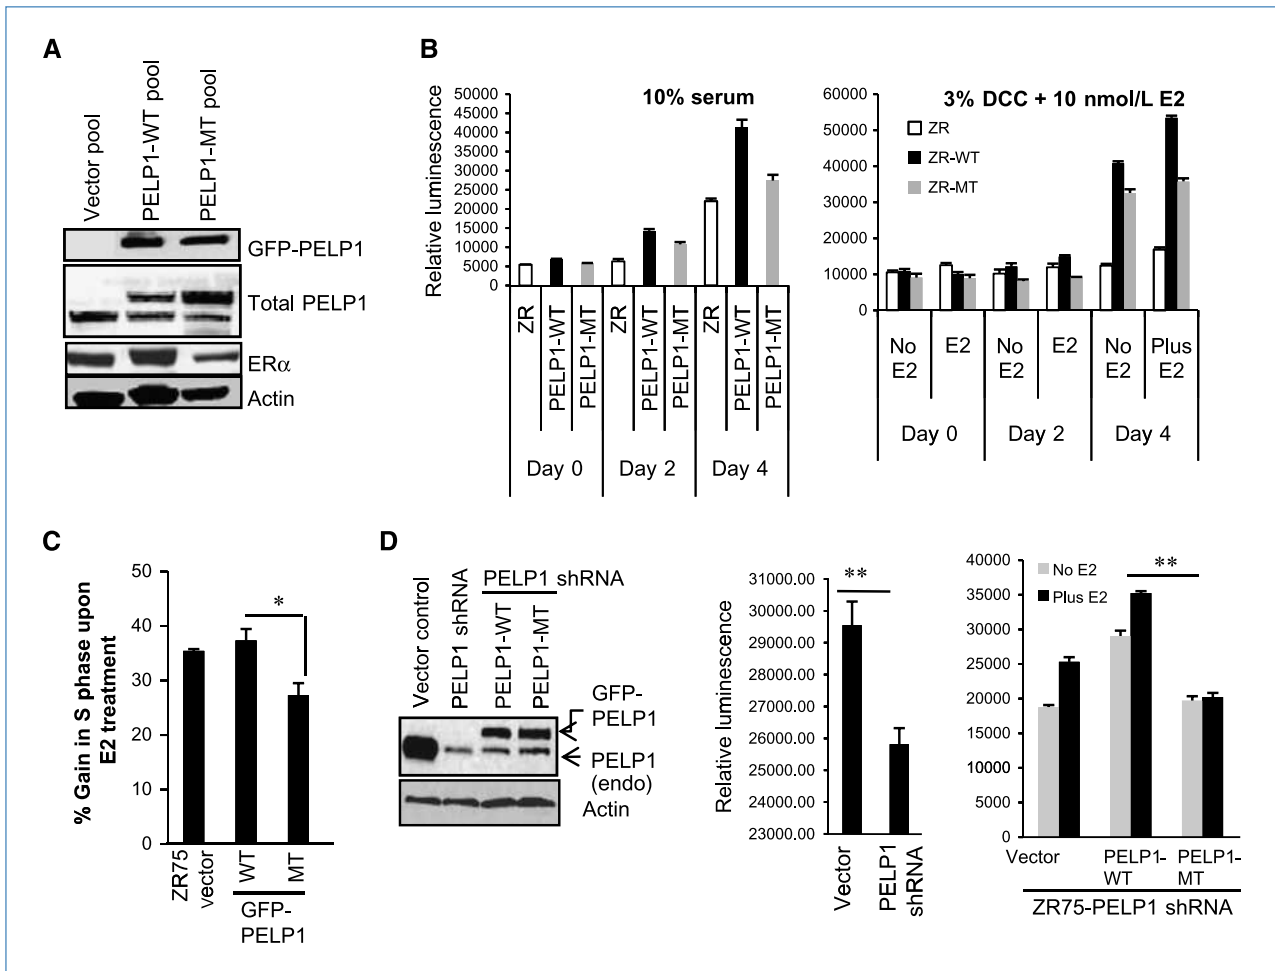 A
Vector pool
PELP1-WT pool
PELP1-MT pool
GFP-PELP1
Total PELP1
ERα
Actin
B
10% serum
Relative luminescence
50000
45000
40000
35000
30000
25000
20000
15000
10000
5000
0
ZR
PELP1-WT
PELP1-MT
ZR
PELP1-WT
PELP1-MT
ZR
PELP1-WT
PELP1-MT
Day 0
Day 2
Day 4
3% DCC + 10 nmol/L E2
ZR
ZR-WT
ZR-MT
60000
50000
40000
30000
20000
10000
0
No
E2
E2
No
E2
E2
No
E2
Plus
E2
Day 0
Day 2
Day 4
C
% Gain in S phase upon
E2 treatment
50
40
30
20
10
0
*
ZR75
vector
WT
MT
GFP-
PELP1
D
Vector control
PELP1 shRNA
PELP1 shRNA
PELP1-WT
PELP1-MT
GFP-
PELP1
PELP1
(endo)
Actin
Relative luminescence
31000.00
30000.00
29000.00
28000.00
27000.00
26000.00
25000.00
24000.00
23000.00
**
Vector
PELP1
shRNA
40000
35000
30000
25000
20000
15000
10000
5000
0
No E2
Plus E2
**
Vector
PELP1-
WT
PELP1-
MT
ZR75-PELP1 shRNA